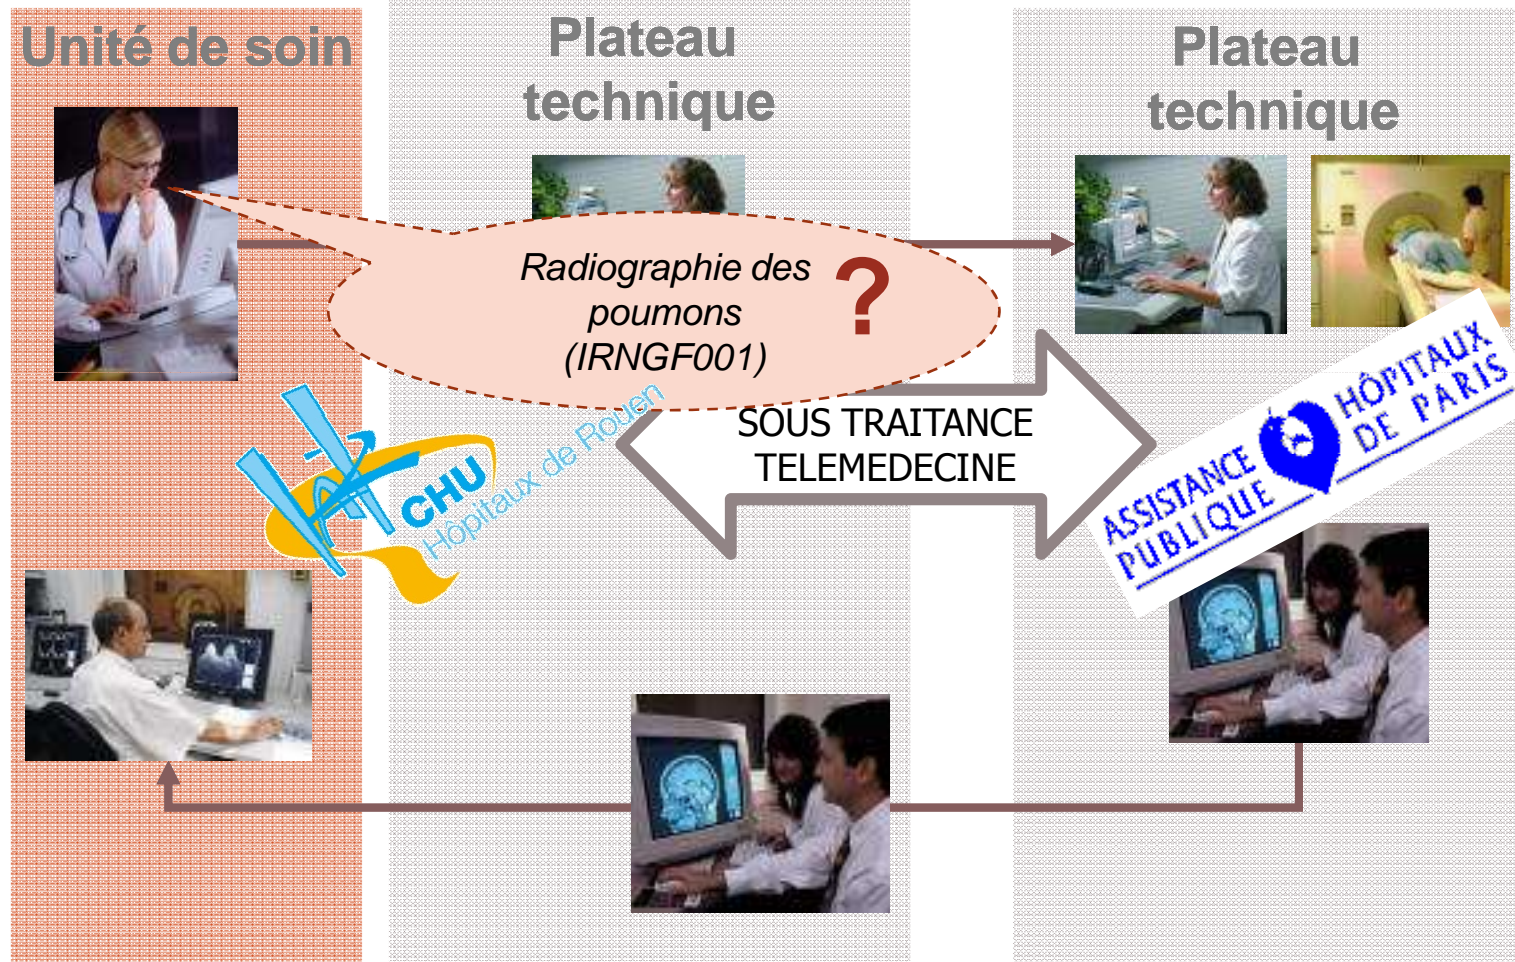 Unité de soin
Plateau
technique
Plateau
technique
Radiographie des
poumons
(IRNGF001)
?
SOUS TRAITANCE
TELEMEDECINE
CHU
Hôpitaux de Rouen
ASSISTANCE
PUBLIQUE
HÔPITAUX
DE PARIS